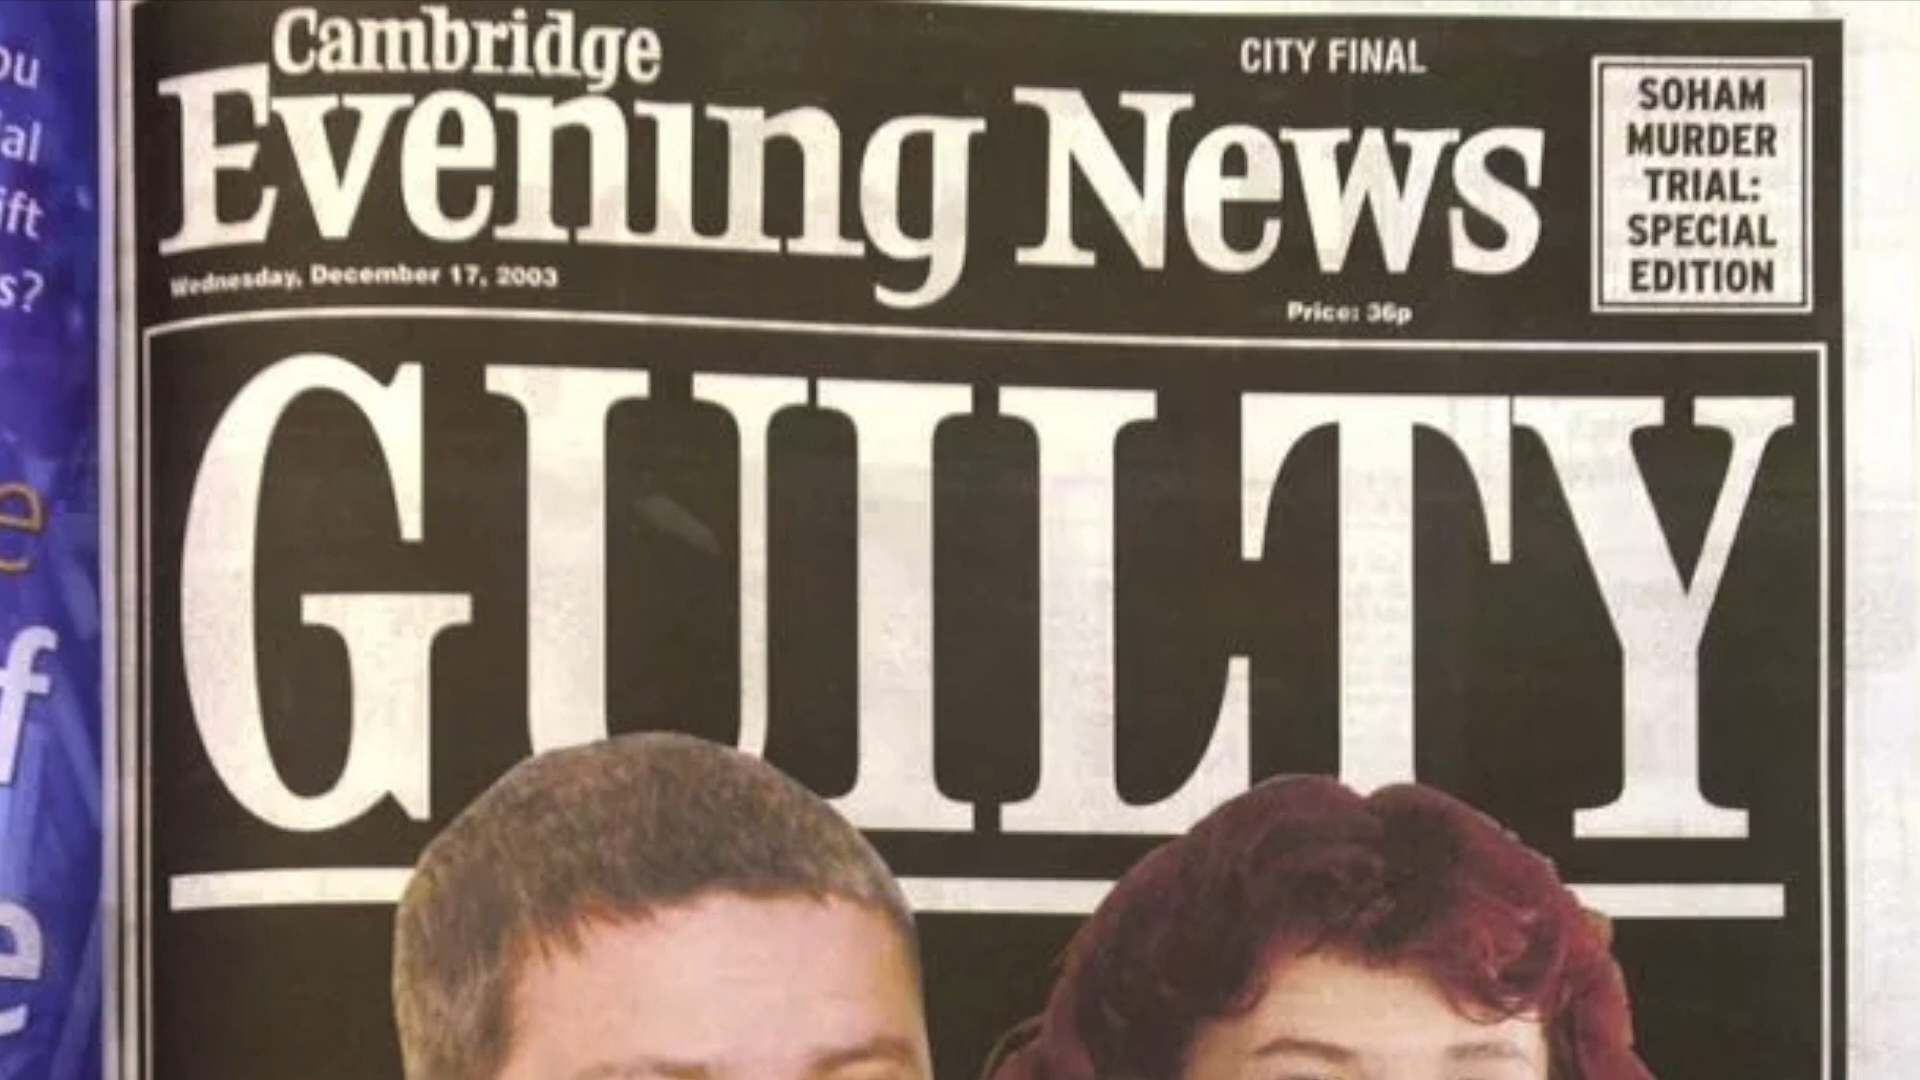 Cambridge
Evening News
CITY FINAL
SOHAM
MURDER
TRIAL:
SPECIAL
EDITION
Wednesday, December 17, 2003
Price: 36p
GUILTY